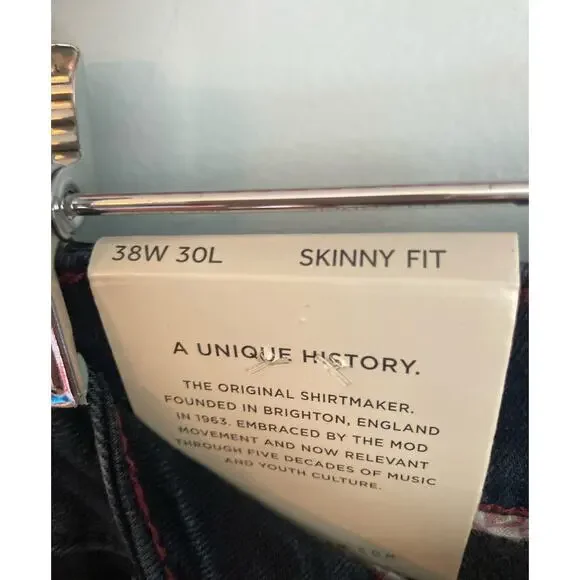 38W 30L SKINNY FIT
A UNIQUE HISTORY.
THE ORIGINAL SHIRTMAKER.
FOUNDED IN BRIGHTON, ENGLAND
IN 1963. EMBRACED BY THE MOD
MOVEMENT AND NOW RELEVANT
THROUGH FIVE DECADES OF MUSIC
AND YOUTH CULTURE.